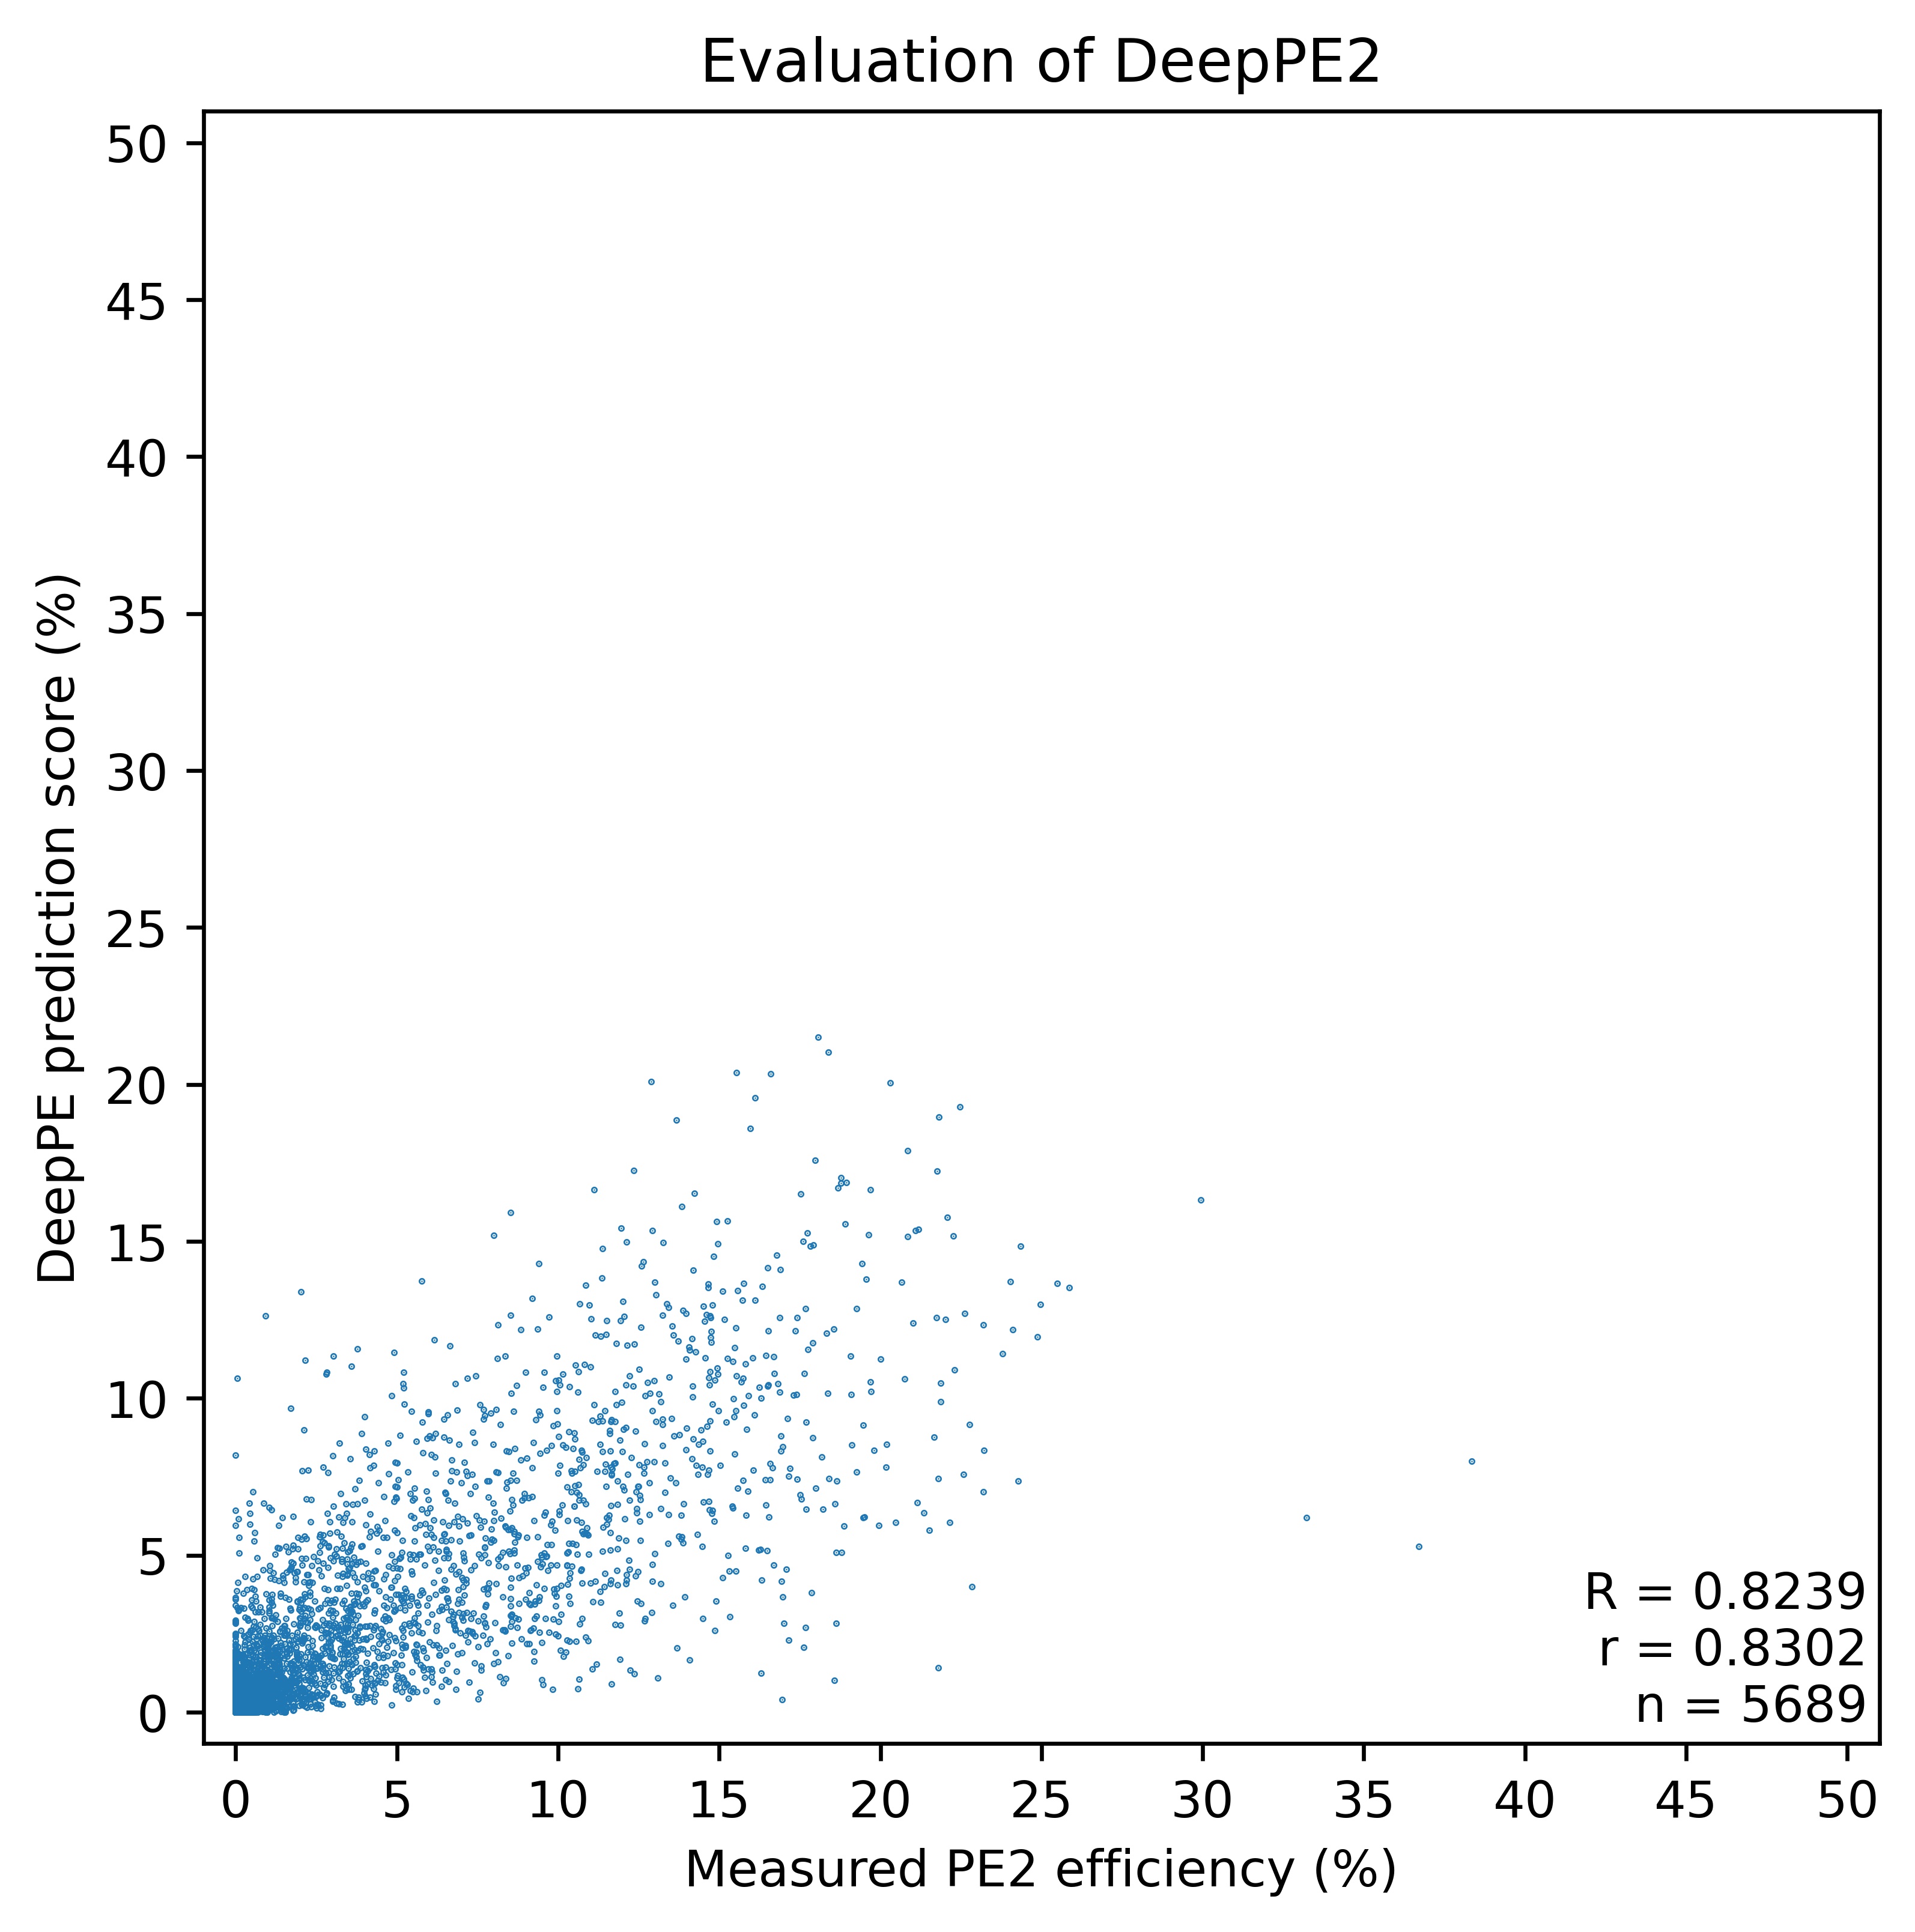 Evaluation of DeepPE2
50
45
40
35
30
25
20
15
10
5
0
DeepPE prediction score (%)
R = 0.8239
r = 0.8302
n = 5689
0 5 10 15 20 25 30 35 40 45 50
Measured PE2 efficiency (%)